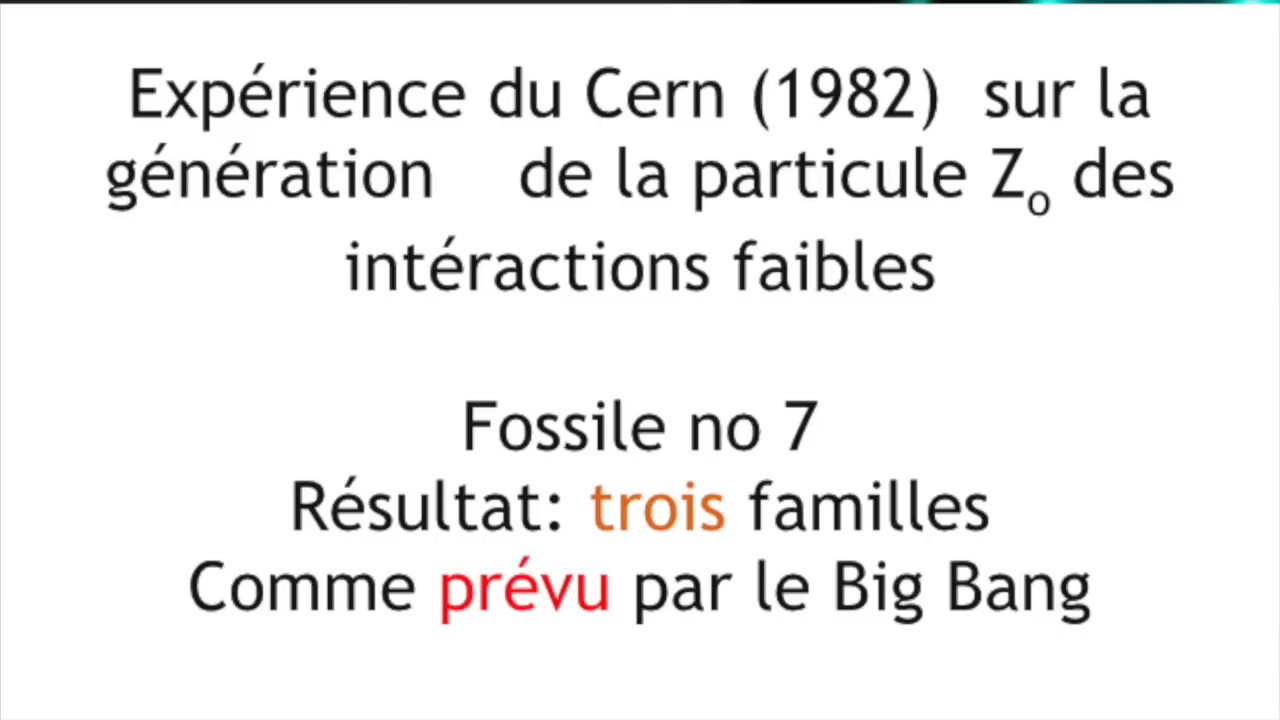 Expérience du Cern (1982) sur la
génération de la particule Zo des
intéractions faibles
Fossile no 7
Résultat: trois familles
Comme prévu par le Big Bang